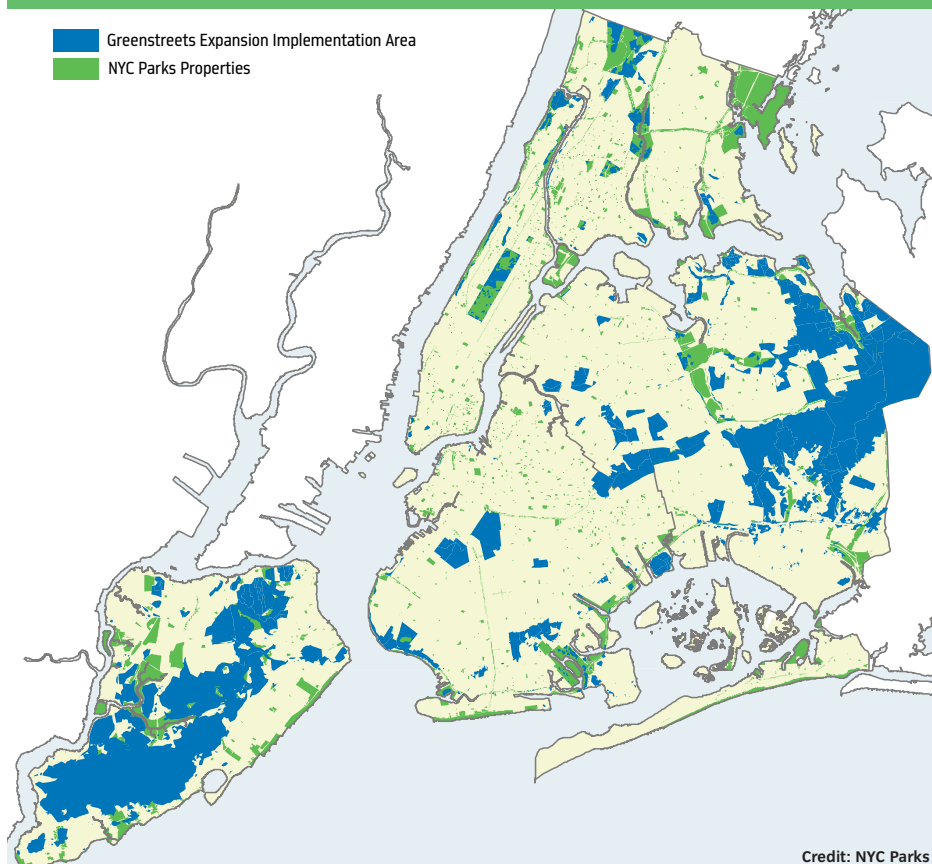 Greenstreets Expansion Implementation Area
NYC Parks Properties
Credit: NYC Parks